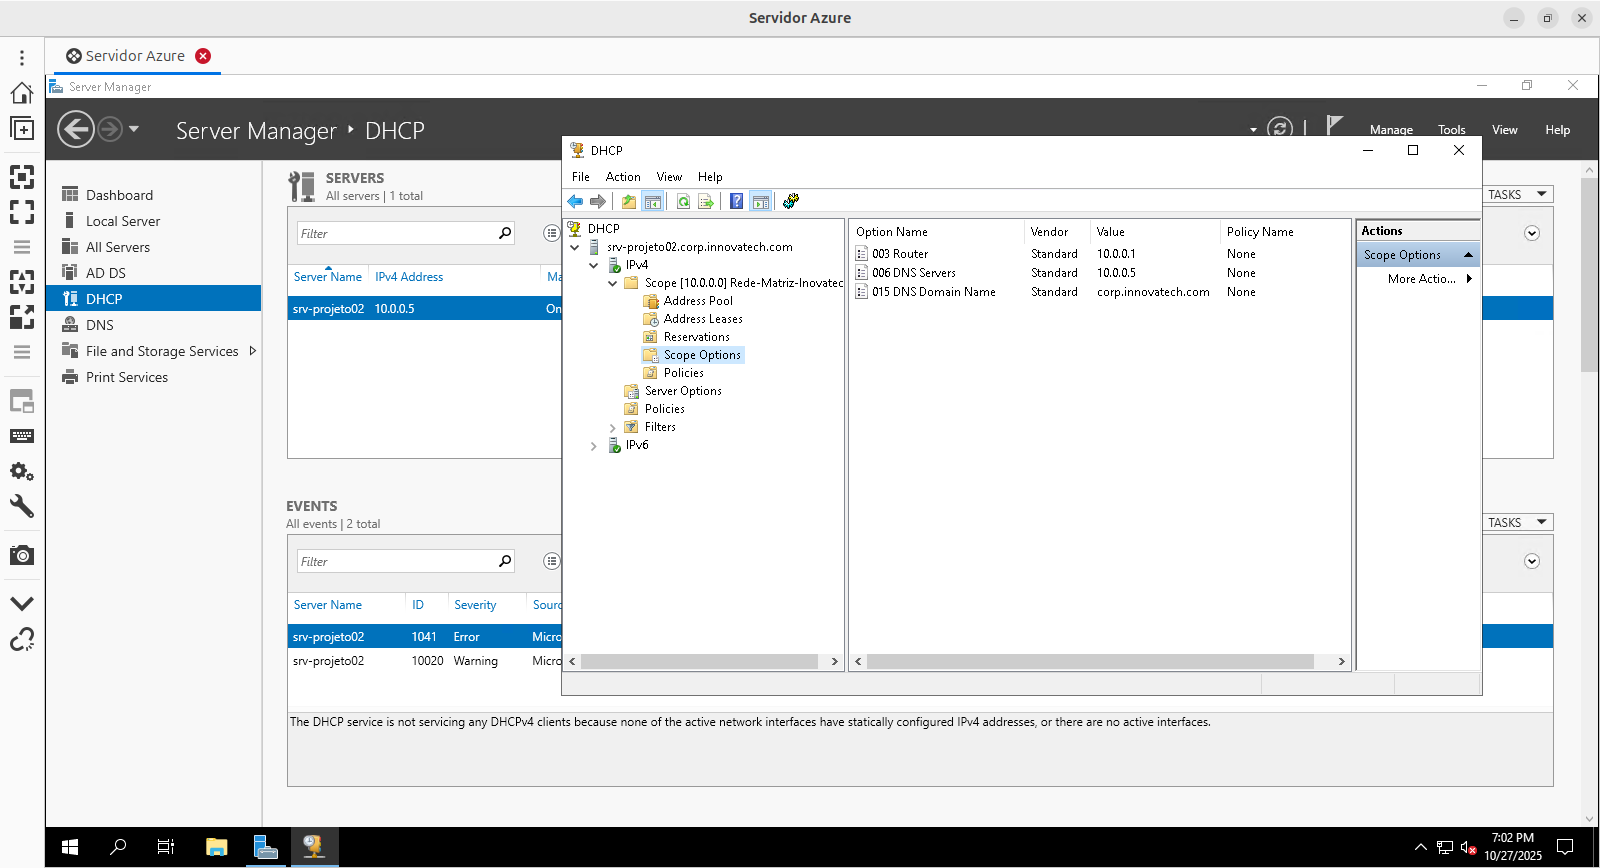 Servidor Azure
Servidor Azure
Server Manager
Server Manager • DHCP
Manage Tools View Help
Dashboard
Local Server
All Servers
AD DS
DHCP
DNS
File and Storage Services
Print Services
SERVERS
All servers | 1 total
TASKS
Filter
Server Name IPv4 Address Ma
srv-projeto02 10.0.0.5 On
EVENTS
All events | 2 total
TASKS
Filter
Server Name ID Severity Sourc
srv-projeto02 1041 Error Micro
srv-projeto02 10020 Warning Micro
The DHCP service is not servicing any DHCPv4 clients because none of the active network interfaces have statically configured IPv4 addresses, or there are no active interfaces.
DHCP
File Action View Help
DHCP
srv-projeto02.corp.innovatech.com
IPv4
Scope [10.0.0.0] Rede-Matriz-Inovatec
Address Pool
Address Leases
Reservations
Scope Options
Policies
Server Options
Policies
Filters
IPv6
Option Name Vendor Value Policy Name
003 Router Standard 10.0.0.1 None
006 DNS Servers Standard 10.0.0.5 None
015 DNS Domain Name Standard corp.innovatech.com None
Actions
Scope Options
More Actio...
7:02 PM
10/27/2025